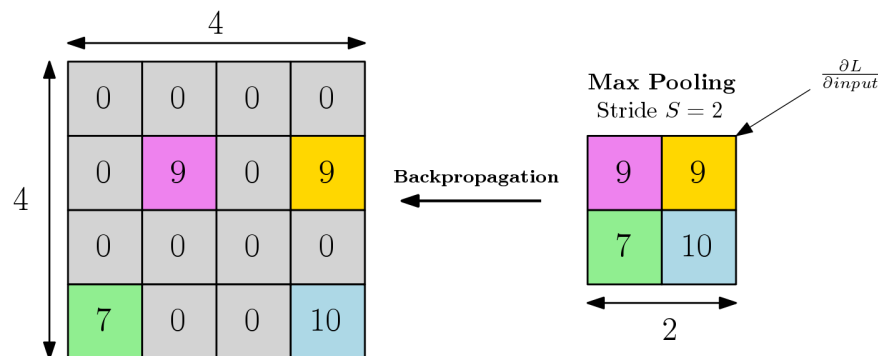 4
4
0 0 0 0
0 9 0 9
0 0 0 0
7 0 0 10
Backpropagation
Max Pooling
Stride S = 2
∂L
∂input
9 9
7 10
2